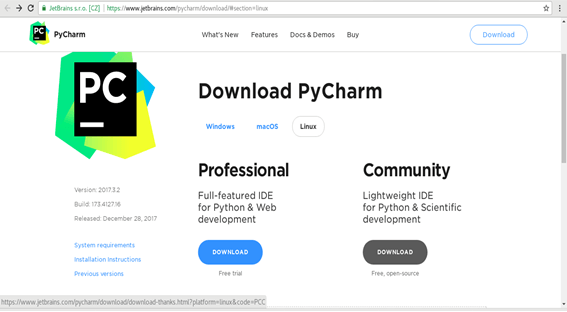 JetBrains s.r.o. [CZ] https://www.jetbrains.com/pycharm/download/#section=linux
PC PyCharm What's New Features Docs & Demos Buy Download
PC
Download PyCharm
Windows macOS Linux
Professional Community
Full-featured IDE
for Python & Web
development
Lightweight IDE
for Python & Scientific
development
Version: 2017.3.2
Build: 173.4127.16
Released: December 28, 2017
System requirements
Installation Instructions
Previous versions
DOWNLOAD DOWNLOAD
Free trial Free, open-source
https://www.jetbrains.com/pycharm/download/download-thanks.html?platform=linux&code=PCC